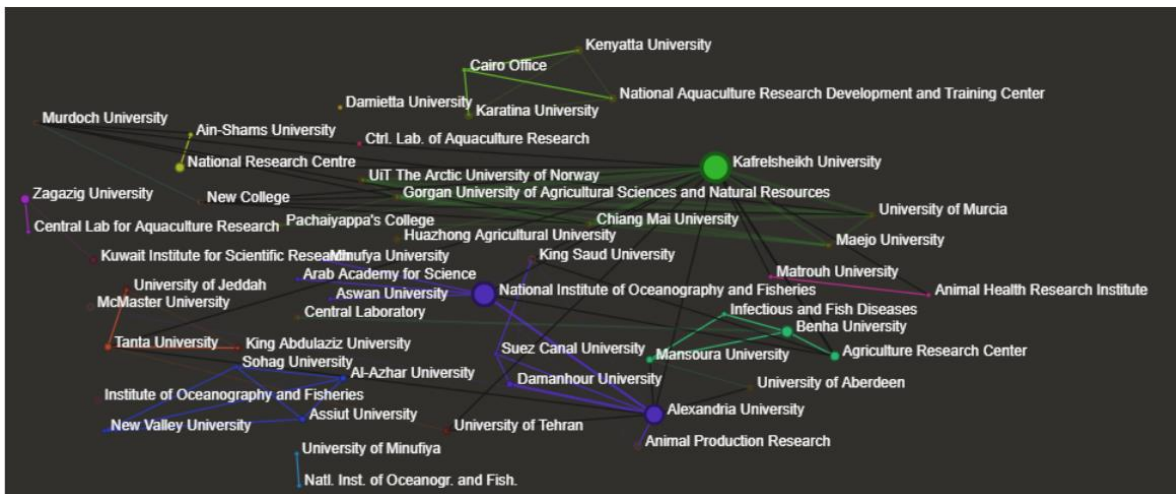 Kenyatta University
Cairo Office
National Aquaculture Research Development and Training Center
Damietta University
Karatina University
Murdoch University
Ain-Shams University
Ctrl. Lab. of Aquaculture Research
National Research Centre
Kafrelsheikh University
UiT The Arctic University of Norway
Zagazig University
New College
Gorgan University of Agricultural Sciences and Natural Resources
University of Murcia
Central Lab for Aquaculture Research
Pachaiyappa's College
Chiang Mai University
Huazhong Agricultural University
Maejo University
Kuwait Institute for Scientific Research
Minufya University
King Saud University
Arab Academy for Science
Matrouh University
University of Jeddah
Aswan University
National Institute of Oceanography and Fisheries
Animal Health Research Institute
McMaster University
Central Laboratory
Infectious and Fish Diseases
Benha University
Tanta University
King Abdulaziz University
Suez Canal University
Mansoura University
Agriculture Research Center
Sohag University
Al-Azhar University
Damanhour University
University of Aberdeen
Institute of Oceanography and Fisheries
Assiut University
Alexandria University
New Valley University
University of Tehran
Animal Production Research
University of Minufiya
Natl. Inst. of Oceanogr. and Fish.